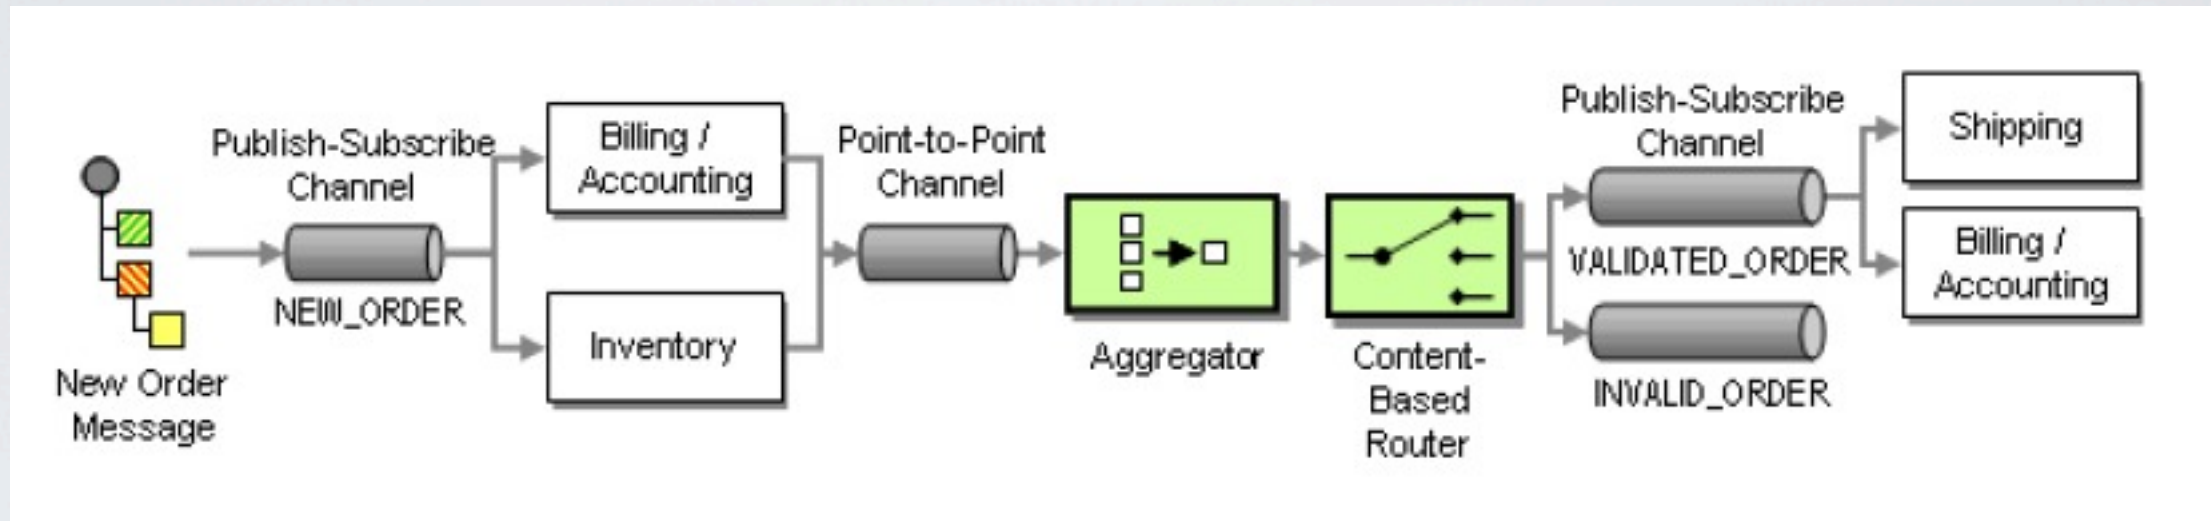 New Order
Message
Publish-Subscribe
Channel
NEW_ORDER
Billing /
Accounting
Inventory
Point-to-Point
Channel
Aggregator
Content-
Based
Router
Publish-Subscribe
Channel
VALIDATED_ORDER
INVALID_ORDER
Shipping
Billing /
Accounting